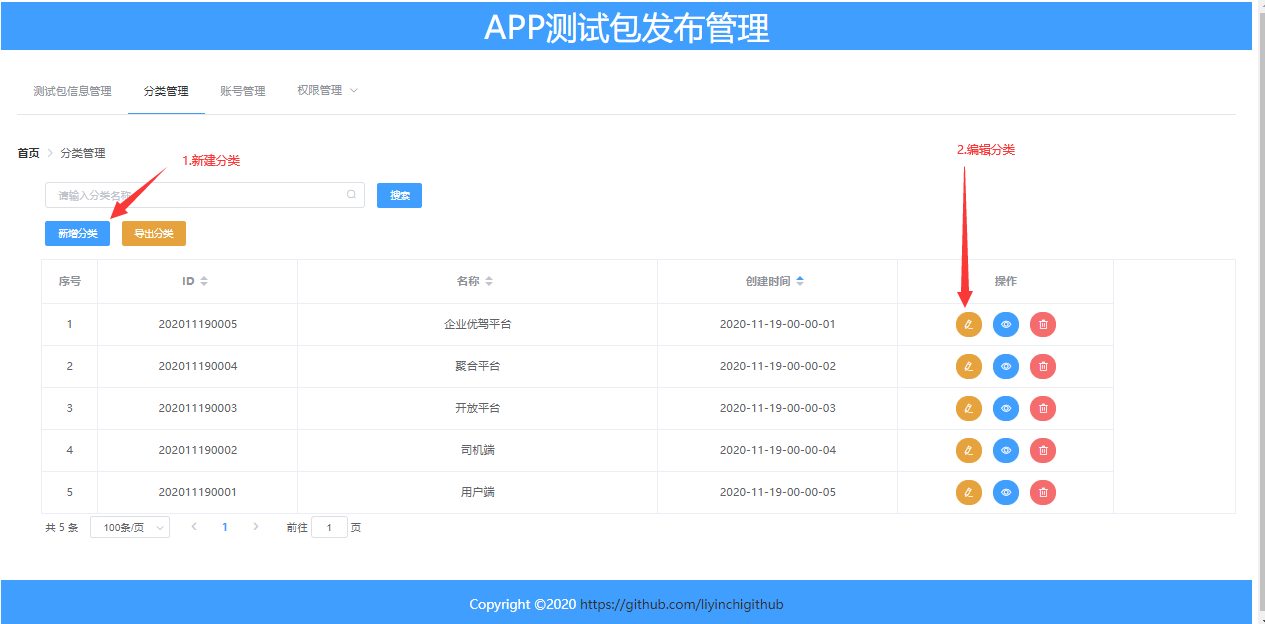 APP测试包发布管理
测试包信息管理 分类管理 账号管理 权限管理
首页 > 分类管理
1.新建分类
2.编辑分类
请输入分类名称
搜索
新增分类 导出分类
序号 ID 名称 创建时间 操作
1 202011190005 企业优驾平台 2020-11-19-00-00-01
2 202011190004 聚合平台 2020-11-19-00-00-02
3 202011190003 开放平台 2020-11-19-00-00-03
4 202011190002 司机端 2020-11-19-00-00-04
5 202011190001 用户端 2020-11-19-00-00-05
共 5 条 100条/页 < 1 > 前往 1 页
Copyright ©2020 https://github.com/liyinchigithub